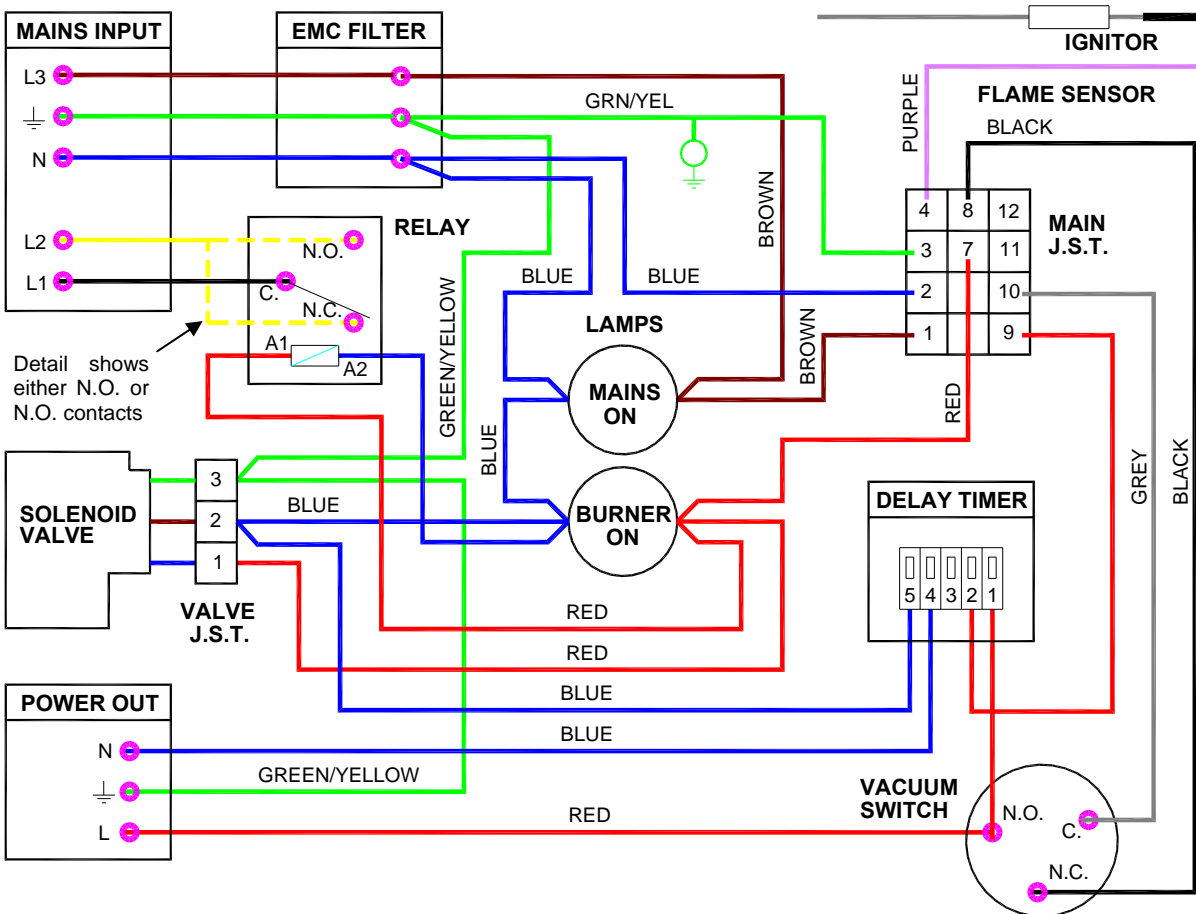 MAINS INPUT
EMC FILTER
IGNITOR
L3
GRN/YEL
PURPLE
FLAME SENSOR
BLACK
N
BROWN
4 8 12
3 7 11
2 10
1 9
MAIN
J.S.T.
RELAY
L2
N.O.
L1
C.
N.C.
BLUE
BLUE
GREEN/YELLOW
LAMPS
BROWN
A1
A2
Detail shows
either N.O. or
N.O. contacts
MAINS
ON
RED
BLUE
GREY
BLACK
SOLENOID
VALVE
3
2
1
BLUE
BURNER
ON
DELAY TIMER
5 4 3 2 1
VALVE
J.S.T.
RED
RED
BLUE
POWER OUT
BLUE
N
GREEN/YELLOW
L
RED
VACUUM
SWITCH
N.O.
C.
N.C.